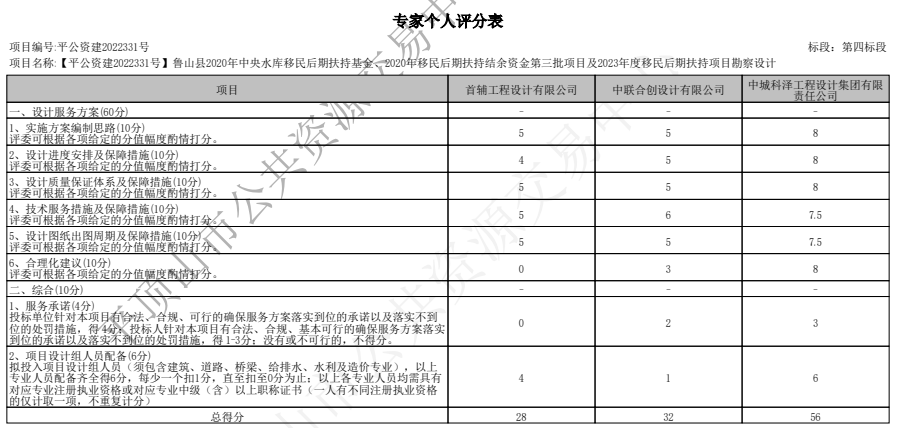 专家个人评分表
项目编号:平公资建2022331号
标段：第四标段
项目名称:【平公资建2022331号】鲁山县2020年中央水库移民后期扶持基金、2020年移民后期扶持结余资金第三批项目及2023年度移民后期扶持项目勘察设计
项目 首辅工程设计有限公司 中联合创设计有限公司 中城科泽工程设计集团有限
责任公司
一、设计服务方案(60分) - - -
1、实施方案编制思路(10分)
评委可根据各项给定的分值幅度酌情打分。 5 5 8
2、设计进度安排及保障措施(10分)
评委可根据各项给定的分值幅度酌情打分。 4 5 8
3、设计质量保证体系及保障措施(10分)
评委可根据各项给定的分值幅度酌情打分。 5 5 8
4、技术服务措施及保障措施(10分)
评委可根据各项给定的分值幅度酌情打分。 5 6 7.5
5、设计图纸出图周期及保障措施(10分)
评委可根据各项给定的分值幅度酌情打分。 5 5 7.5
6、合理化建议(10分)
评委可根据各项给定的分值幅度酌情打分。 0 3 8
二、综合(10分) - - -
1、服务承诺(4分)
投标单位针对本项目有合法、合规、可行的确保服务方案落实到位的承诺以及落实不到
位的处罚措施，得4分；投标人针对本项目有合法、合规、基本可行的确保服务方案落实
到位的承诺以及落实不到位的处罚措施，得1-3分；没有或不可行的，不得分。 0 2 3
2、项目设计组人员配备(6分)
拟投入项目设计组人员（须包含建筑、道路、桥梁、给排水、水利及造价专业），以上
专业人员配备齐全得6分，每少一个扣1分，直至扣至0分为止；以上各专业人员均需具有
对应专业注册执业资格或对应专业中级（含）以上职称证书（一人有不同注册执业资格
的仅计取一项，不重复计分） 4 1 6
总得分 28 32 56
平顶山市公共资源交易中心